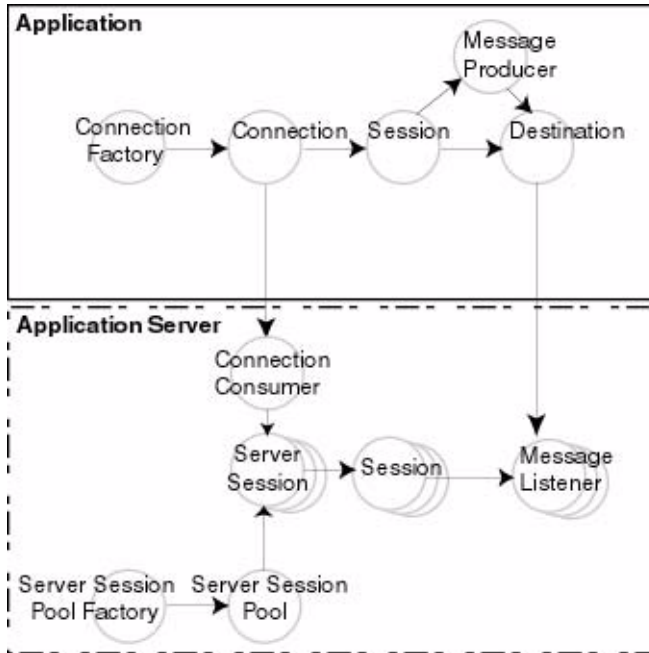 Application
Message
Producer
Connection
Factory
Connection
Session
Destination
Application Server
Connection
Consumer
Server
Session
Session
Message
Listener
Server Session
Pool Factory
Server Session
Pool